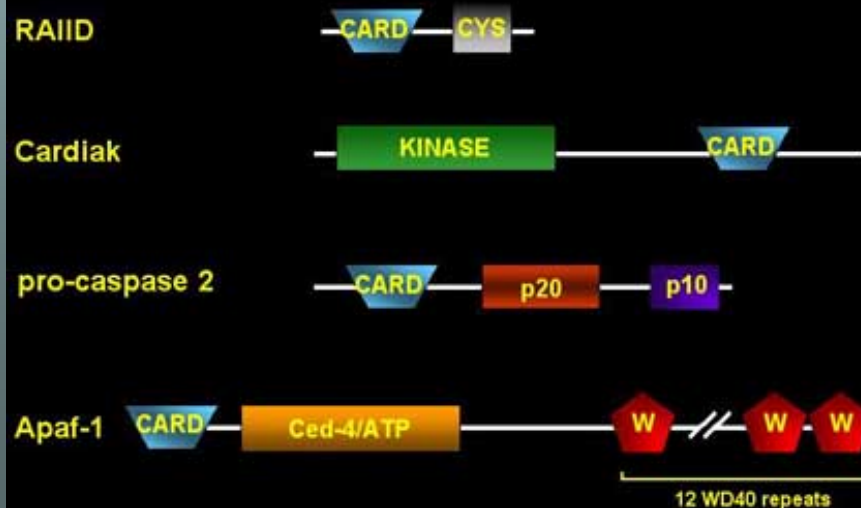 RAIID CARD CYS
Cardiak KINASE CARD
pro-caspase 2 CARD p20 p10
Apaf-1 CARD Ced-4/ATP W W W
12 WD40 repeats